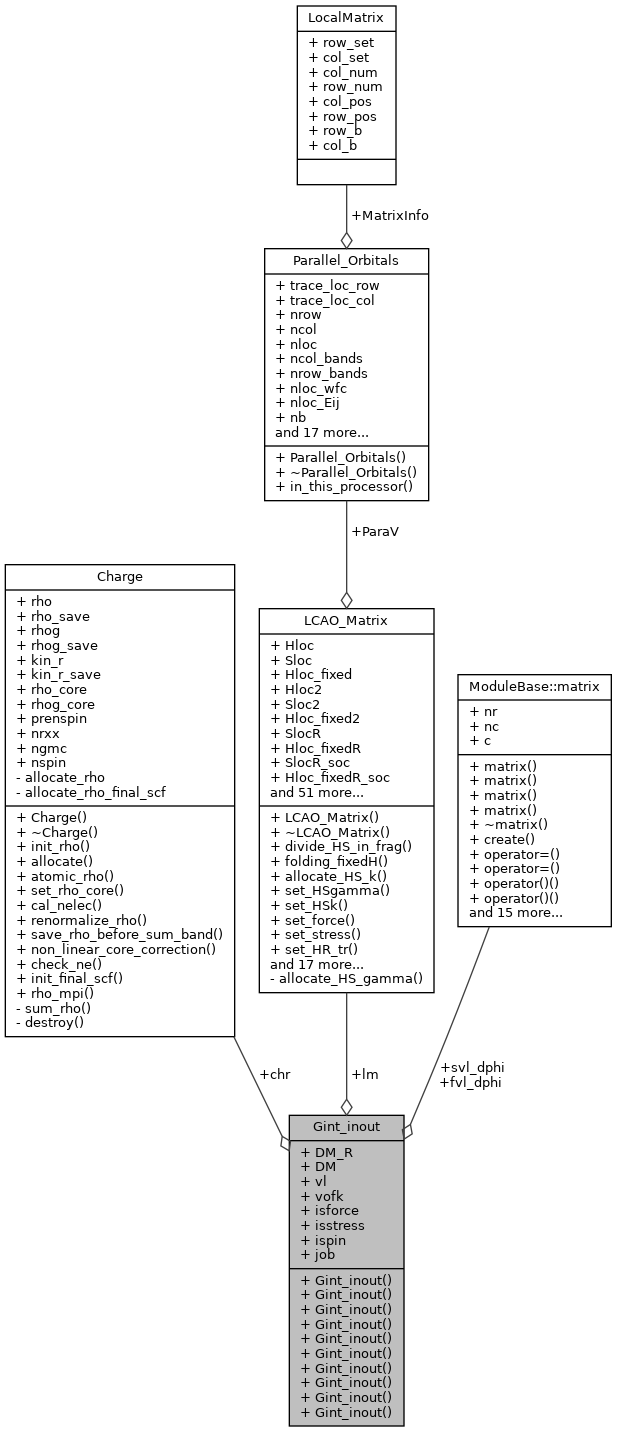 LocalMatrix
+ row_set
+ col_set
+ col_num
+ row_num
+ col_pos
+ row_pos
+ row_b
+ col_b
+MatrixInfo
Parallel_Orbitals
+ trace_loc_row
+ trace_loc_col
+ nrow
+ ncol
+ nloc
+ ncol_bands
+ nrow_bands
+ nloc_wfc
+ nloc_Eij
+ nb
and 17 more...
+ Parallel_Orbitals()
+ ~Parallel_Orbitals()
+ in_this_processor()
+ParaV
Charge
+ rho
+ rho_save
+ rhog
+ rhog_save
+ kin_r
+ kin_r_save
+ rho_core
+ rhog_core
+ prenspin
+ nrxx
+ ngmc
+ nspin
- allocate_rho
- allocate_rho_final_scf
+ Charge()
+ ~Charge()
+ init_rho()
+ allocate()
+ atomic_rho()
+ set_rho_core()
+ cal_nelec()
+ renormalize_rho()
+ save_rho_before_sum_band()
+ non_linear_core_correction()
+ check_ne()
+ init_final_scf()
+ rho_mpi()
- sum_rho()
- destroy()
LCAO_Matrix
+ Hloc
+ Sloc
+ Hloc_fixed
+ Hloc2
+ Sloc2
+ Hloc_fixed2
+ SlocR
+ Hloc_fixedR
+ SlocR_soc
+ Hloc_fixedR_soc
and 51 more...
+ LCAO_Matrix()
+ ~LCAO_Matrix()
+ divide_HS_in_frag()
+ folding_fixedH()
+ allocate_HS_k()
+ set_HSgamma()
+ set_HSk()
+ set_force()
+ set_stress()
+ set_HR_tr()
and 17 more...
- allocate_HS_gamma()
ModuleBase::matrix
+ nr
+ nc
+ c
+ matrix()
+ matrix()
+ matrix()
+ matrix()
+ ~matrix()
+ create()
+ operator=()
+ operator=()
+ operator()()
+ operator()()
and 15 more...
+chr
+lm
+svl_dphi
+fvl_dphi
Gint_inout
+ DM_R
+ DM
+ vl
+ vofk
+ isforce
+ isstress
+ ispin
+ job
+ Gint_inout()
+ Gint_inout()
+ Gint_inout()
+ Gint_inout()
+ Gint_inout()
+ Gint_inout()
+ Gint_inout()
+ Gint_inout()
+ Gint_inout()
+ Gint_inout()